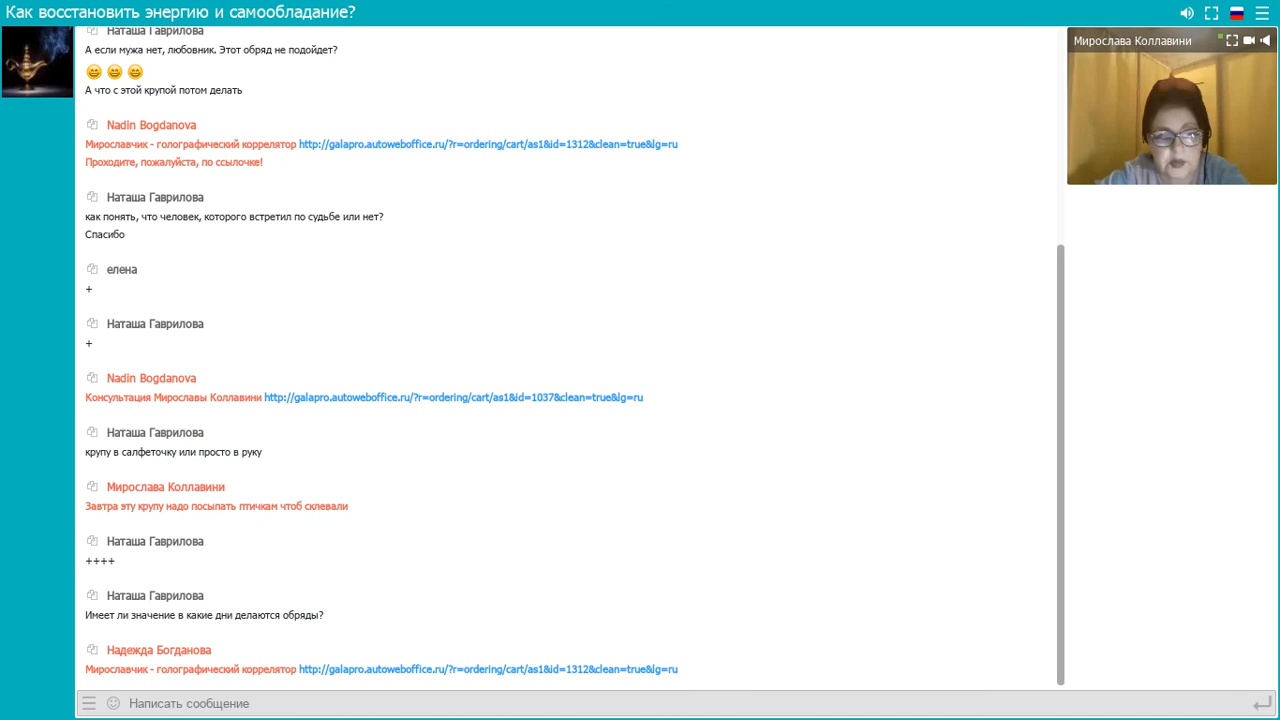 Как восстановить энергию и самообладание?
Наташа Гаврилова
А если мужа нет, любовник. Этот обряд не подойдет?
А что с этой крупой потом делать
Nadin Bogdanova
Мирославчик - голографический коррелятор http://galapro.autoweboffice.ru/?r=ordering/cart/as1&id=1312&clean=true&lg=ru
Проходите, пожалуйста, по ссылочке!
Наташа Гаврилова
как понять, что человек, которого встретил по судьбе или нет?
Спасибо
елена
+
Наташа Гаврилова
+
Nadin Bogdanova
Консультация Мирославы Коллавини http://galapro.autoweboffice.ru/?r=ordering/cart/as1&id=1037&clean=true&lg=ru
Наташа Гаврилова
крупу в салфеточку или просто в руку
Мирослава Коллавини
Завтра эту крупу надо посыпать птичкам чтоб склевали
Наташа Гаврилова
++++
Наташа Гаврилова
Имеет ли значение в какие дни делаются обряды?
Надежда Богданова
Мирославчик - голографический коррелятор http://galapro.autoweboffice.ru/?r=ordering/cart/as1&id=1312&clean=true&lg=ru
Написать сообщение
Мирослава Коллавини